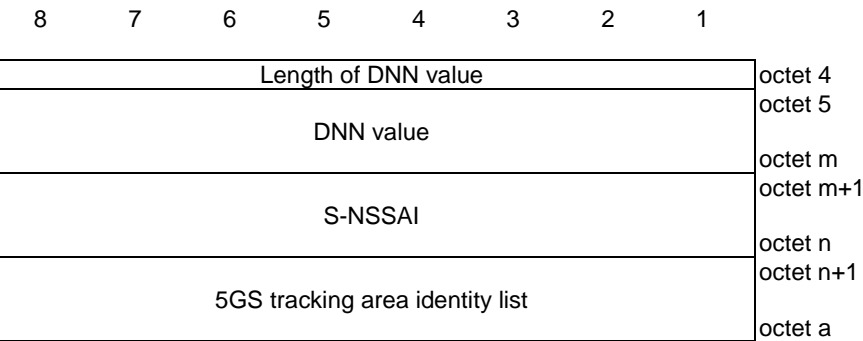 8 7 6 5 4 3 2 1
Length of DNN value octet 4
octet 5
DNN value
octet m
octet m+1
S-NSSAI
octet n
octet n+1
5GS tracking area identity list
octet a